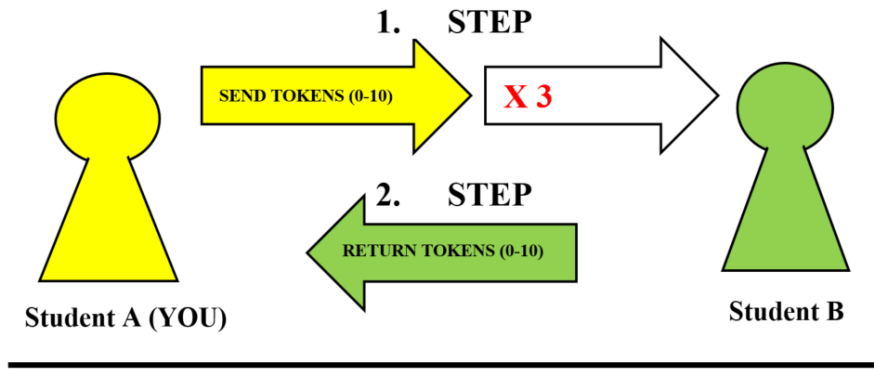 1. STEP
SEND TOKENS (0-10)
X 3
2. STEP
RETURN TOKENS (0-10)
Student A (YOU)
Student B